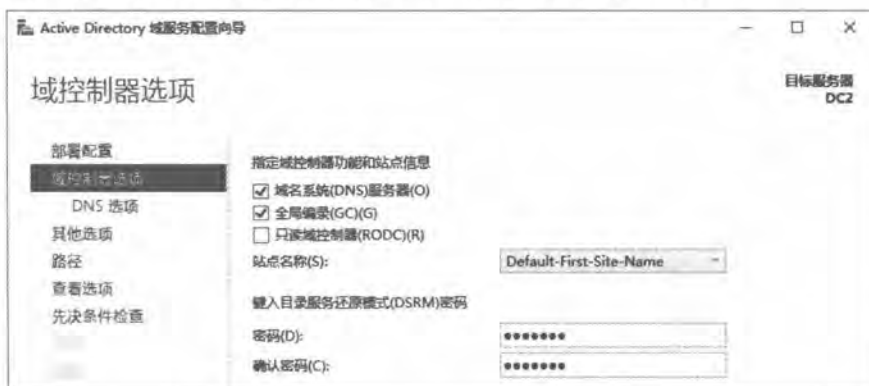 Active Directory 域服务配置向导
域控制器选项
目标服务器
DC2
部署配置
域控制器选项
DNS 选项
其他选项
路径
查看选项
先决条件检查
指定域控制器功能和站点信息
域名系统(DNS)服务器(O)
全局编录(GC)(G)
只读域控制器(RODC)(R)
站点名称(S): Default-First-Site-Name
键入目录服务还原模式(DSRM)密码
密码(D): ●●●●●●●
确认密码(C): ●●●●●●●